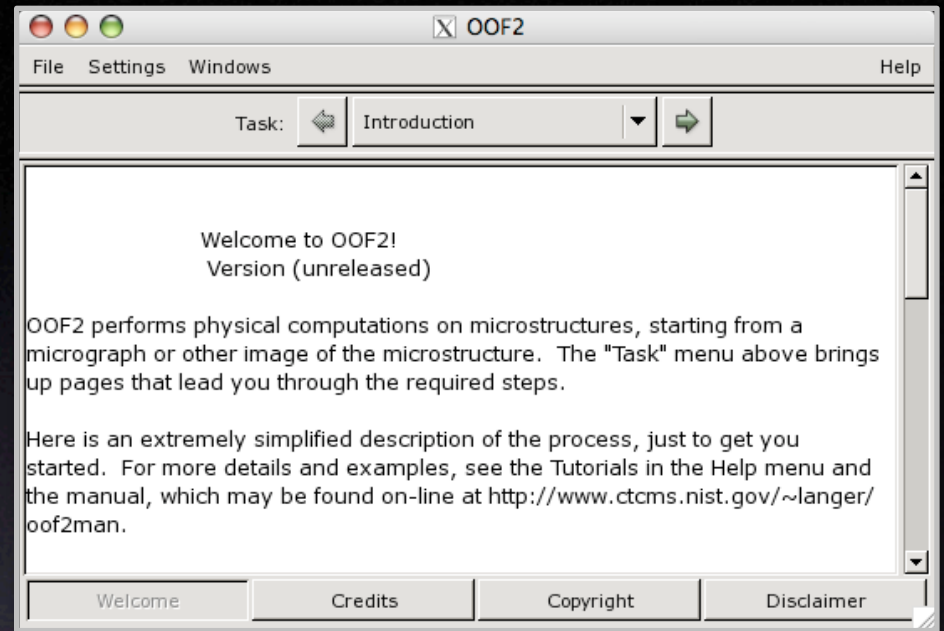 X OOF2
File Settings Windows Help
Task: Introduction
Welcome to OOF2!
Version (unreleased)
OOF2 performs physical computations on microstructures, starting from a
micrograph or other image of the microstructure. The "Task" menu above brings
up pages that lead you through the required steps.
Here is an extremely simplified description of the process, just to get you
started. For more details and examples, see the Tutorials in the Help menu and
the manual, which may be found on-line at http://www.ctcms.nist.gov/~langer/
oof2man.
Welcome Credits Copyright Disclaimer